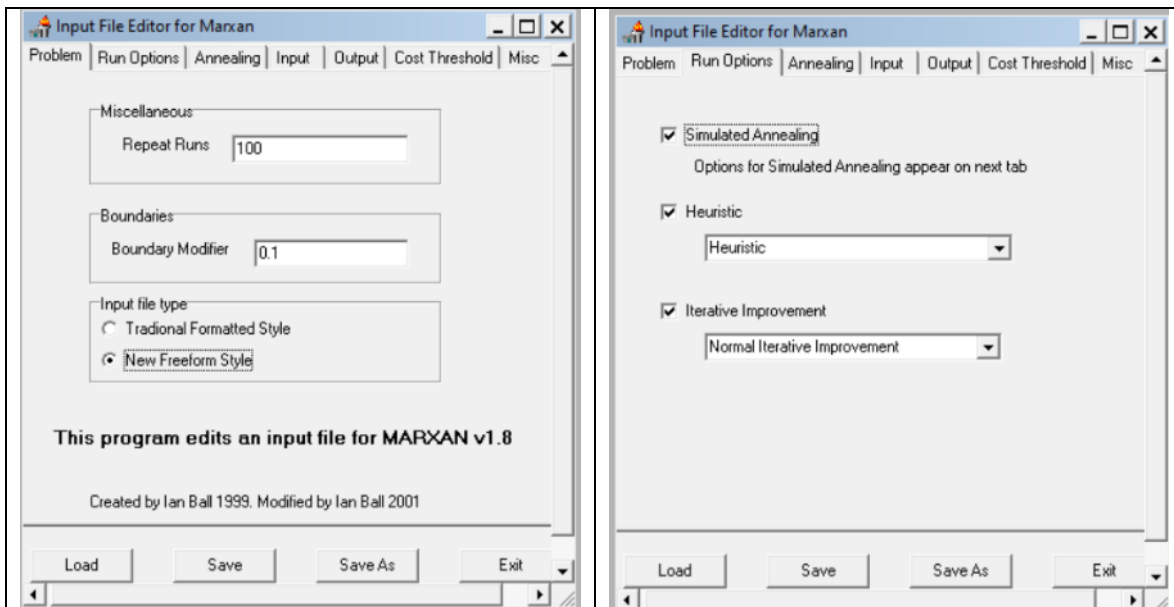 Input File Editor for Marxan
Problem Run Options Annealing Input Output Cost Threshold Misc
Miscellaneous
Repeat Runs 100
Boundaries
Boundary Modifier 0.1
Input file type
Tradional Formatted Style
New Freeform Style
This program edits an input file for MARXAN v1.8
Created by Ian Ball 1999. Modified by Ian Ball 2001
Load Save Save As Exit
Input File Editor for Marxan
Problem Run Options Annealing Input Output Cost Threshold Misc
Simulated Annealing
Options for Simulated Annealing appear on next tab
Heuristic
Heuristic
Iterative Improvement
Normal Iterative Improvement
Load Save Save As Exit